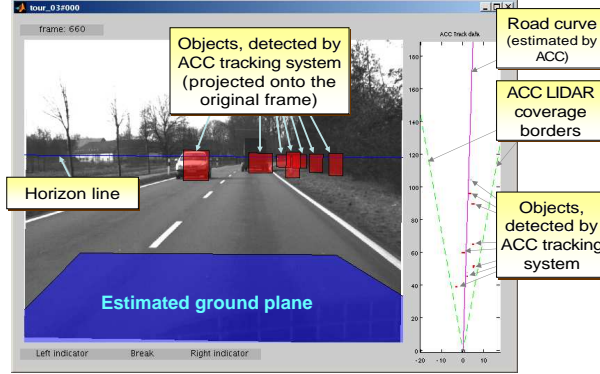 tour_03#000
frame: 660
Objects, detected by
ACC tracking system
(projected onto the
original frame)
Horizon line
Estimated ground plane
Left indicator
Break
Right indicator
ACC Track data.
180
160
140
120
100
80
60
40
20
0
-20
-10
0
10
Road curve
(estimated by
ACC)
ACC LIDAR
coverage
borders
Objects,
detected by
ACC tracking
system